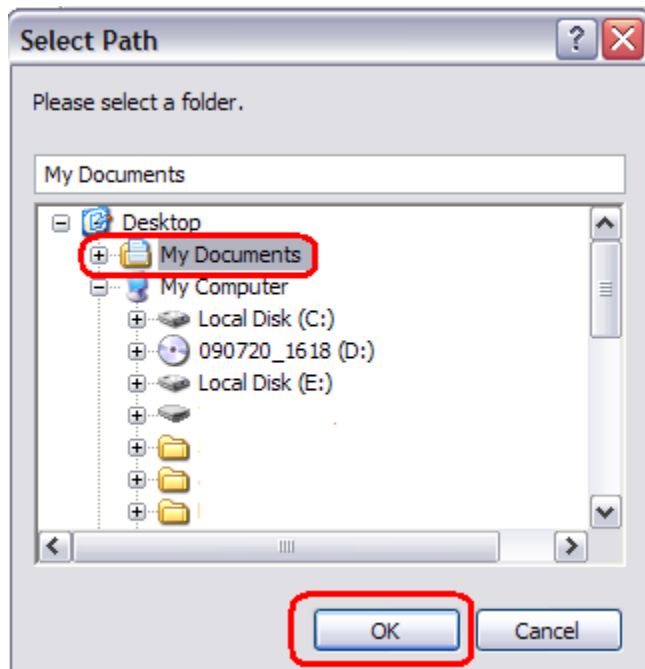 Select Path
Please select a folder.
My Documents
Desktop
My Documents
My Computer
Local Disk (C:)
090720_1618 (D:)
Local Disk (E:)
OK Cancel